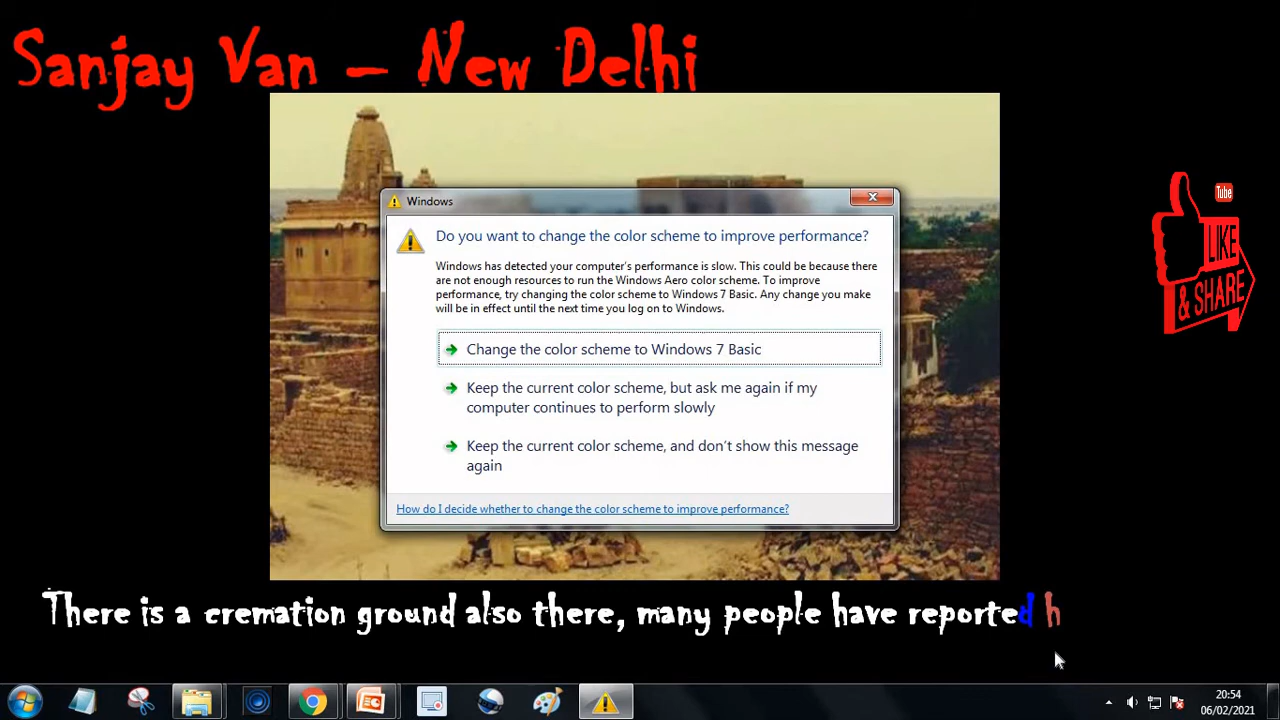 Sanjay Van – New Delhi
Windows
Do you want to change the color scheme to improve performance?
Windows has detected your computer's performance is slow. This could be because there
are not enough resources to run the Windows Aero color scheme. To improve
performance, try changing the color scheme to Windows 7 Basic. Any change you make
will be in effect until the next time you log on to Windows.
Change the color scheme to Windows 7 Basic
Keep the current color scheme, but ask me again if my
computer continues to perform slowly
Keep the current color scheme, and don't show this message
again
How do I decide whether to change the color scheme to improve performance?
Tube
LIKE
& SHARE
There is a cremation ground also there, many people have reported h
20:54
06/02/2021